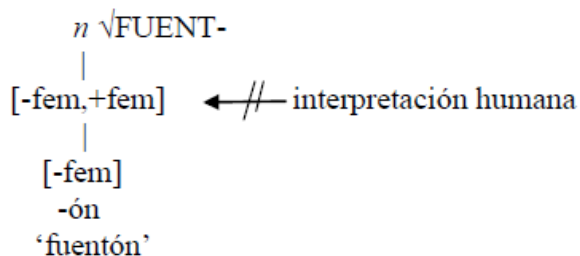 n √FUENT-
[-fem,+fem] interpretación humana
[-fem]
-ón
‘fuentón’